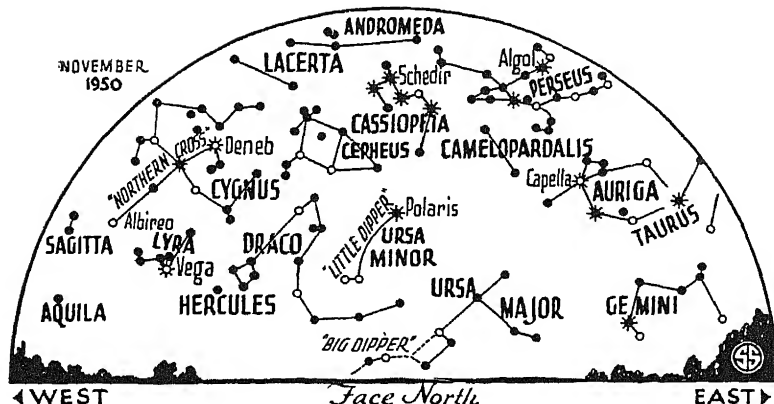 ANDROMEDA
LACERTA
NOVEMBER
1950
Schedir
Algol
PERSEUS
CASSIOPEIA
"NORTHERN CROSS"
Deneb
CEPHEUS
CAMELOPARDALIS
CYGNUS
Capella
AURIGA
Albireo
"LITTLE DIPPER"
Polaris
TAURUS
SAGITTA
LYRA
DRACO
URSA
MINOR
Vega
HERCULES
URSA
MAJOR
GEMINI
AQUILA
"BIG DIPPER"
SS
WEST
Face North
EAST